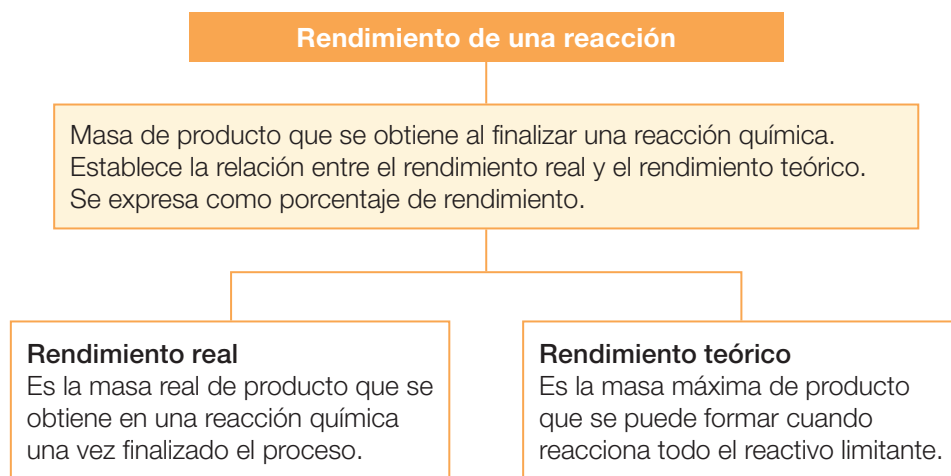 Rendimiento de una reacción
Masa de producto que se obtiene al finalizar una reacción química.
Establece la relación entre el rendimiento real y el rendimiento teórico.
Se expresa como porcentaje de rendimiento.
Rendimiento real
Es la masa real de producto que se
obtiene en una reacción química
una vez finalizado el proceso.
Rendimiento teórico
Es la masa máxima de producto
que se puede formar cuando
reacciona todo el reactivo limitante.